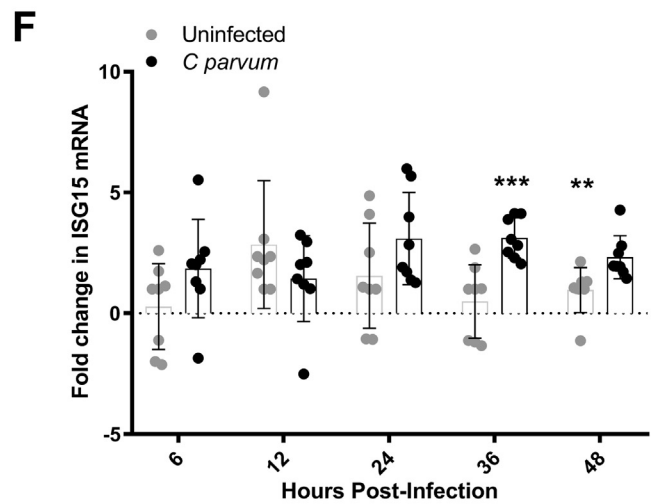 F
Uninfected
C parvum
Fold change in ISG15 mRNA
10
5
0
-5
*** **
6 12 24 36 48
Hours Post-Infection